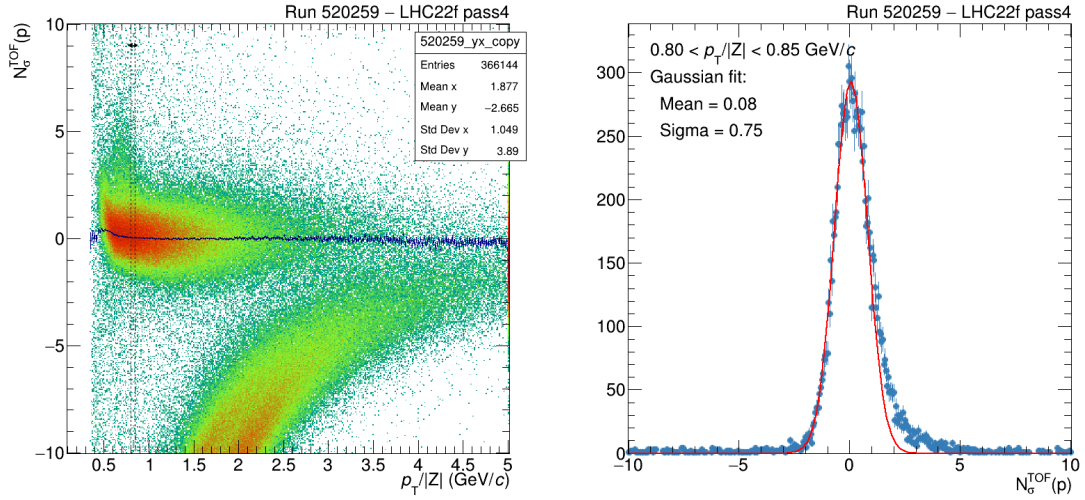 Run 520259 − LHC22f pass4
N_σ^TOF(p)
10
5
0
−5
−10
520259_yx_copy
Entries 366144
Mean x 1.877
Mean y −2.665
Std Dev x 1.049
Std Dev y 3.89
0.5 1 1.5 2 2.5 3 3.5 4 4.5 5
p_T/|Z| (GeV/c)
Run 520259 − LHC22f pass4
0.80 < p_T/|Z| < 0.85 GeV/c
Gaussian fit:
Mean = 0.08
Sigma = 0.75
300
250
200
150
100
50
0
−10 −5 0 5 10
N_σ^TOF(p)